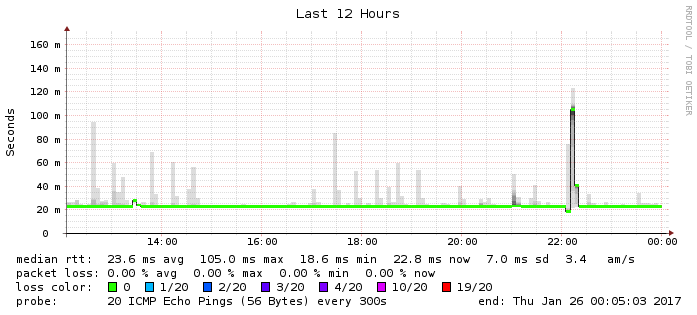 Last 12 Hours
RRDTOOL / TOBI OETIKER
Seconds
160 m
140 m
120 m
100 m
80 m
60 m
40 m
20 m
0
14:00 16:00 18:00 20:00 22:00 00:00
median rtt: 23.6 ms avg 105.0 ms max 18.6 ms min 22.8 ms now 7.0 ms sd 3.4 am/s
packet loss: 0.00 % avg 0.00 % max 0.00 % min 0.00 % now
loss color: 0 1/20 2/20 3/20 4/20 10/20 19/20
probe: 20 ICMP Echo Pings (56 Bytes) every 300s end: Thu Jan 26 00:05:03 2017